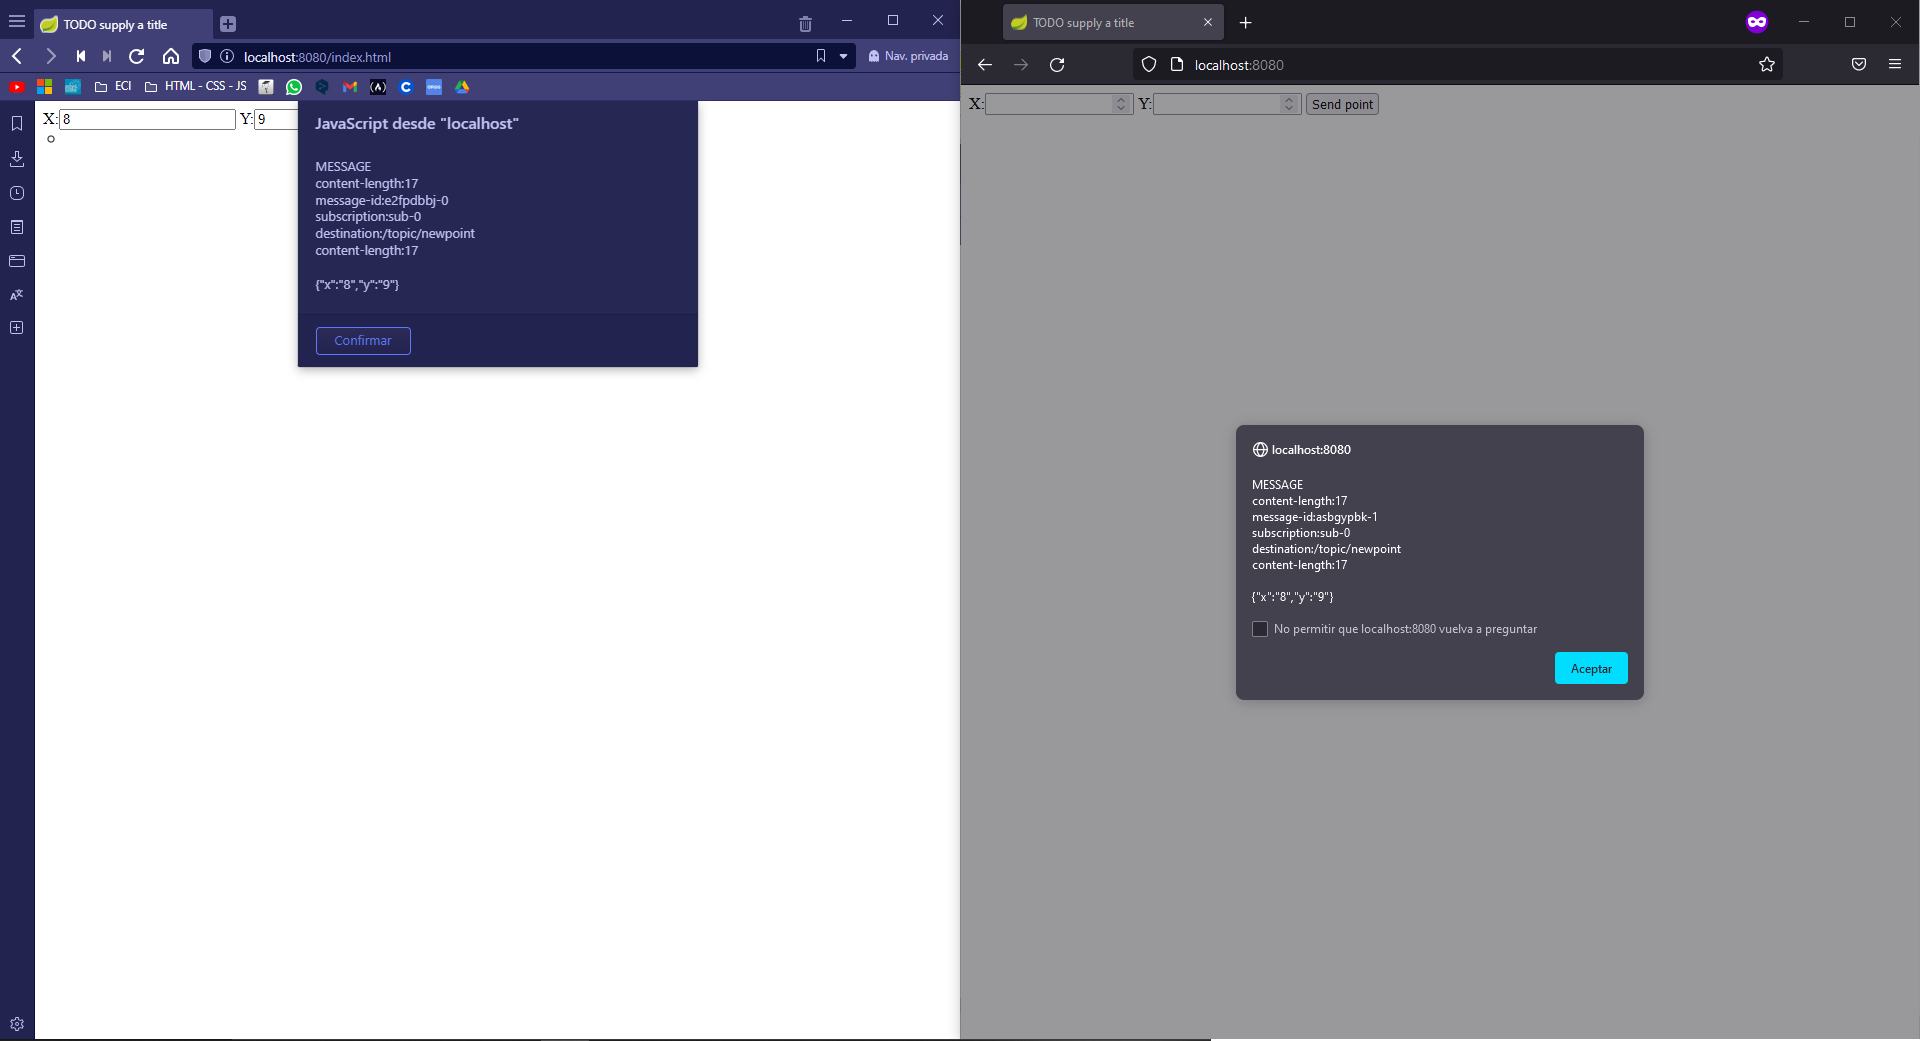 TODO supply a title
localhost:8080/index.html
Nav. privada
ECI
HTML - CSS - JS
X: 8 Y: 9
JavaScript desde "localhost"
MESSAGE
content-length:17
message-id:e2fpdbbj-0
subscription:sub-0
destination:/topic/newpoint
content-length:17
{"x":"8","y":"9"}
Confirmar
TODO supply a title
localhost:8080
X: Y: Send point
localhost:8080
MESSAGE
content-length:17
message-id:asbgypbk-1
subscription:sub-0
destination:/topic/newpoint
content-length:17
{"x":"8","y":"9"}
No permitir que localhost:8080 vuelva a preguntar
Aceptar